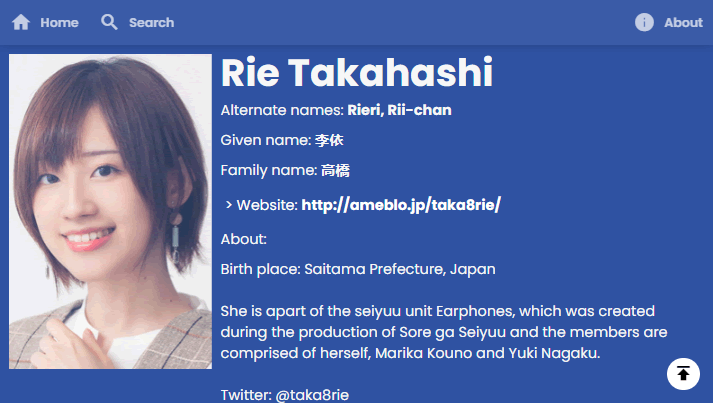 Home Search About
Rie Takahashi
Alternate names: Rieri, Rii-chan
Given name: 李依
Family name: 高橋
> Website: http://ameblo.jp/taka8rie/
About:
Birth place: Saitama Prefecture, Japan
She is apart of the seiyuu unit Earphones, which was created
during the production of Sore ga Seiyuu and the members are
comprised of herself, Marika Kouno and Yuki Nagaku.
Twitter: @taka8rie